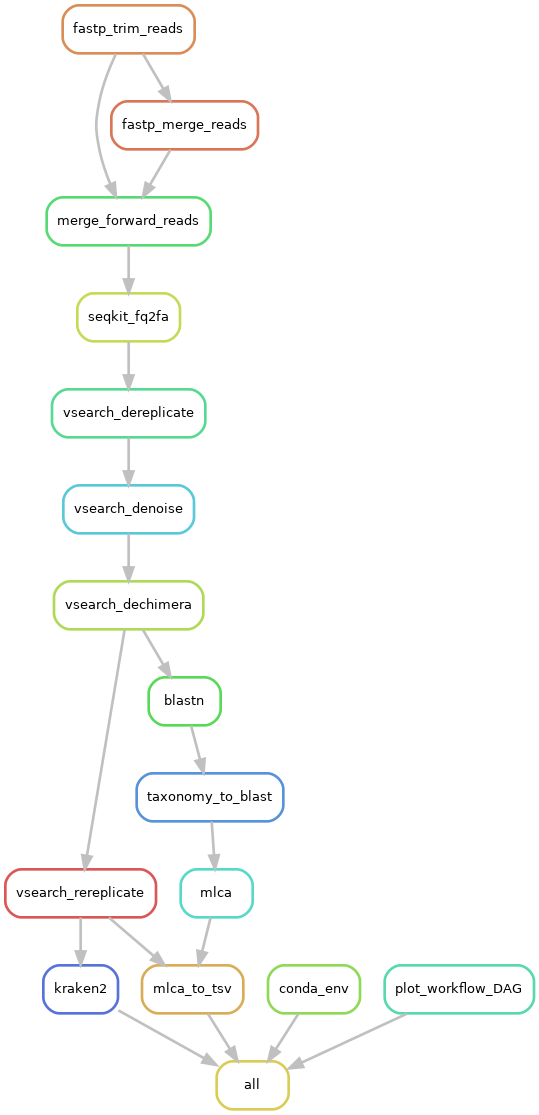 fastp_trim_reads
fastp_merge_reads
merge_forward_reads
seqkit_fq2fa
vsearch_dereplicate
vsearch_denoise
vsearch_dechimera
blastn
taxonomy_to_blast
vsearch_rereplicate
mlca
kraken2
mlca_to_tsv
conda_env
plot_workflow_DAG
all